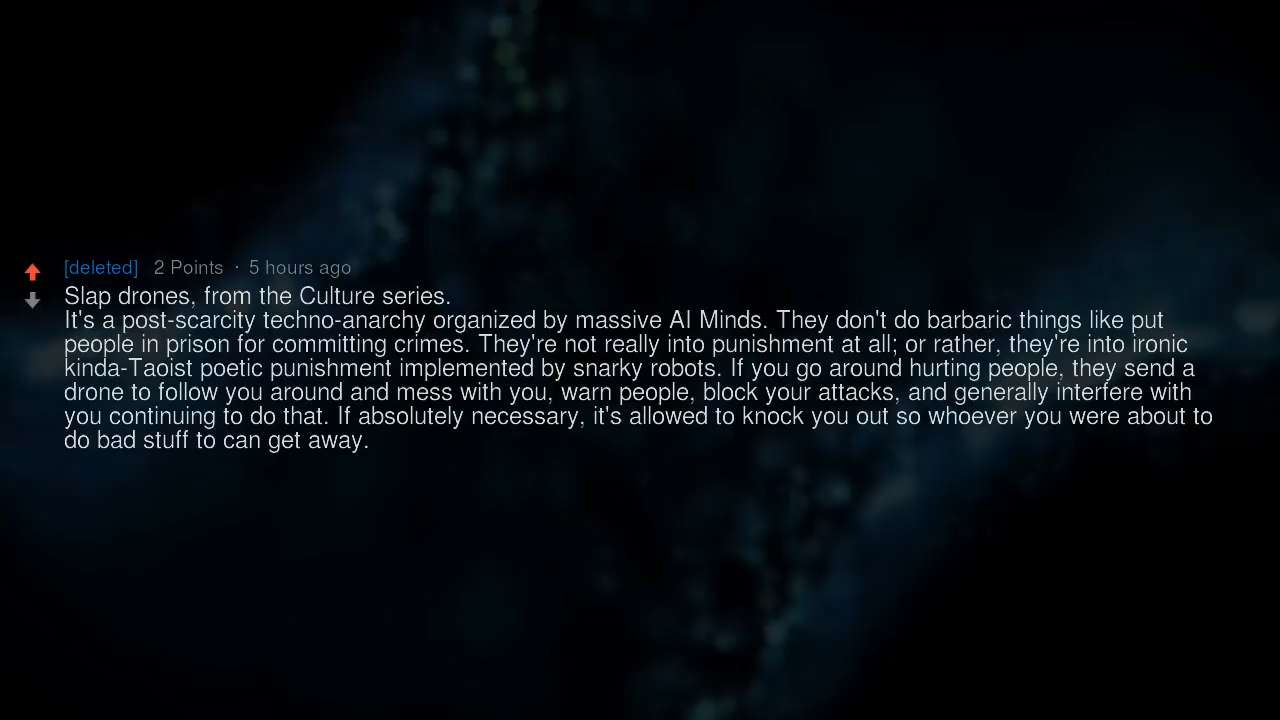 [deleted] 2 Points · 5 hours ago
Slap drones, from the Culture series.
It's a post-scarcity techno-anarchy organized by massive AI Minds. They don't do barbaric things like put
people in prison for committing crimes. They're not really into punishment at all; or rather, they're into ironic
kinda-Taoist poetic punishment implemented by snarky robots. If you go around hurting people, they send a
drone to follow you around and mess with you, warn people, block your attacks, and generally interfere with
you continuing to do that. If absolutely necessary, it's allowed to knock you out so whoever you were about to
do bad stuff to can get away.